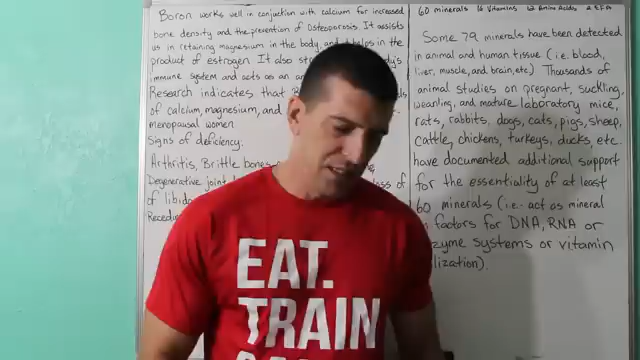 Boron works well in conjunction with calcium for increased
bone density and the prevention of Osteoporosis. It assists
us in retaining magnesium in the body, and it helps in the
product of estrogen. It also
immune system and acts as an
Research indicates that
of calcium, magnesium, and
menopausal women.
Signs of deficiency.
Arthritis, Brittle bones
Degenerative joint loss of
of libido
60 minerals 16 Vitamins 12 Amino Acids 2 EFA
Some 79 minerals have been detected
in animal and human tissue (i.e. blood,
liver, muscle, and brain, etc) Thousands of
animal studies on pregnant, suckling,
weanling, and mature laboratory mice,
rats, rabbits, dogs, cats, pigs, sheep,
cattle, chickens, turkeys, ducks, etc.
have documented additional support
for the essentiality of at least
60 minerals (i.e.- act as mineral
factors for DNA, RNA or
systems or vitamin
EAT.
TRAIN